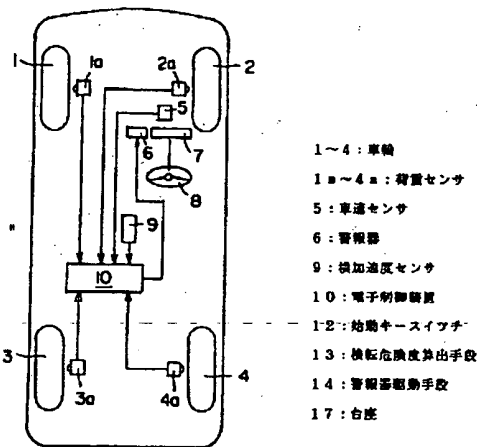 1
1a
2a
2
5
6
7
8
9
10
3
3a
4a
4
1～4：車輪
1a～4a：荷重センサ
5：車速センサ
6：警報器
9：横加速度センサ
10：電子制御装置
12：始動キースイツチ
13：横転危険度算出手段
14：警報器駆動手段
17：台座